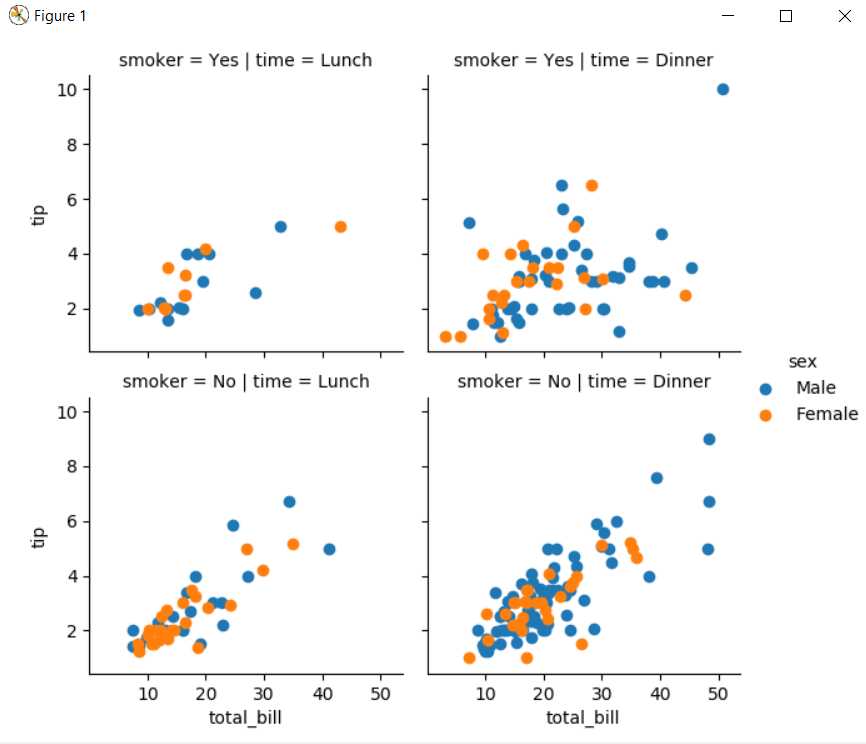 Figure 1
smoker = Yes | time = Lunch
smoker = Yes | time = Dinner
10
8
6
4
2
tip
smoker = No | time = Lunch
smoker = No | time = Dinner
10
8
6
4
2
tip
10 20 30 40 50
10 20 30 40 50
total_bill
total_bill
sex
Male
Female